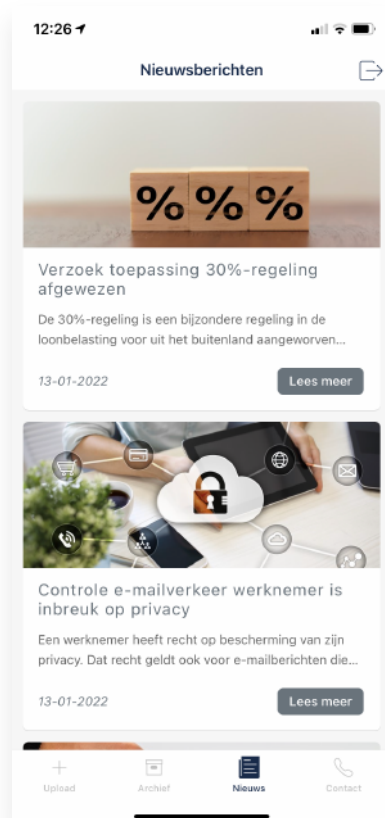 12:26
Nieuwsberichten
% % %
Verzoek toepassing 30%-regeling
afgewezen
De 30%-regeling is een bijzondere regeling in de
loonbelasting voor uit het buitenland aangeworven...
13-01-2022
Lees meer
Controle e-mailverkeer werknemer is
inbreuk op privacy
Een werknemer heeft recht op bescherming van zijn
privacy. Dat recht geldt ook voor e-mailberichten die...
13-01-2022
Lees meer
Upload
Archief
Nieuws
Contact